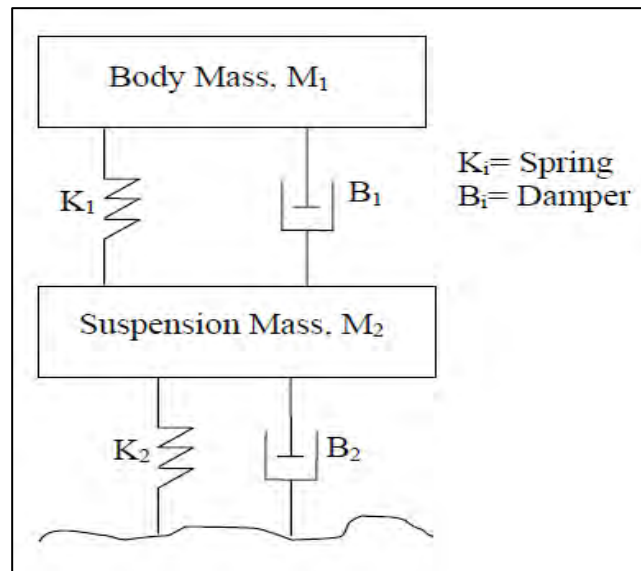 Body Mass, M₁
K₁
B₁
Kᵢ= Spring
Bᵢ= Damper
Suspension Mass, M₂
K₂
B₂